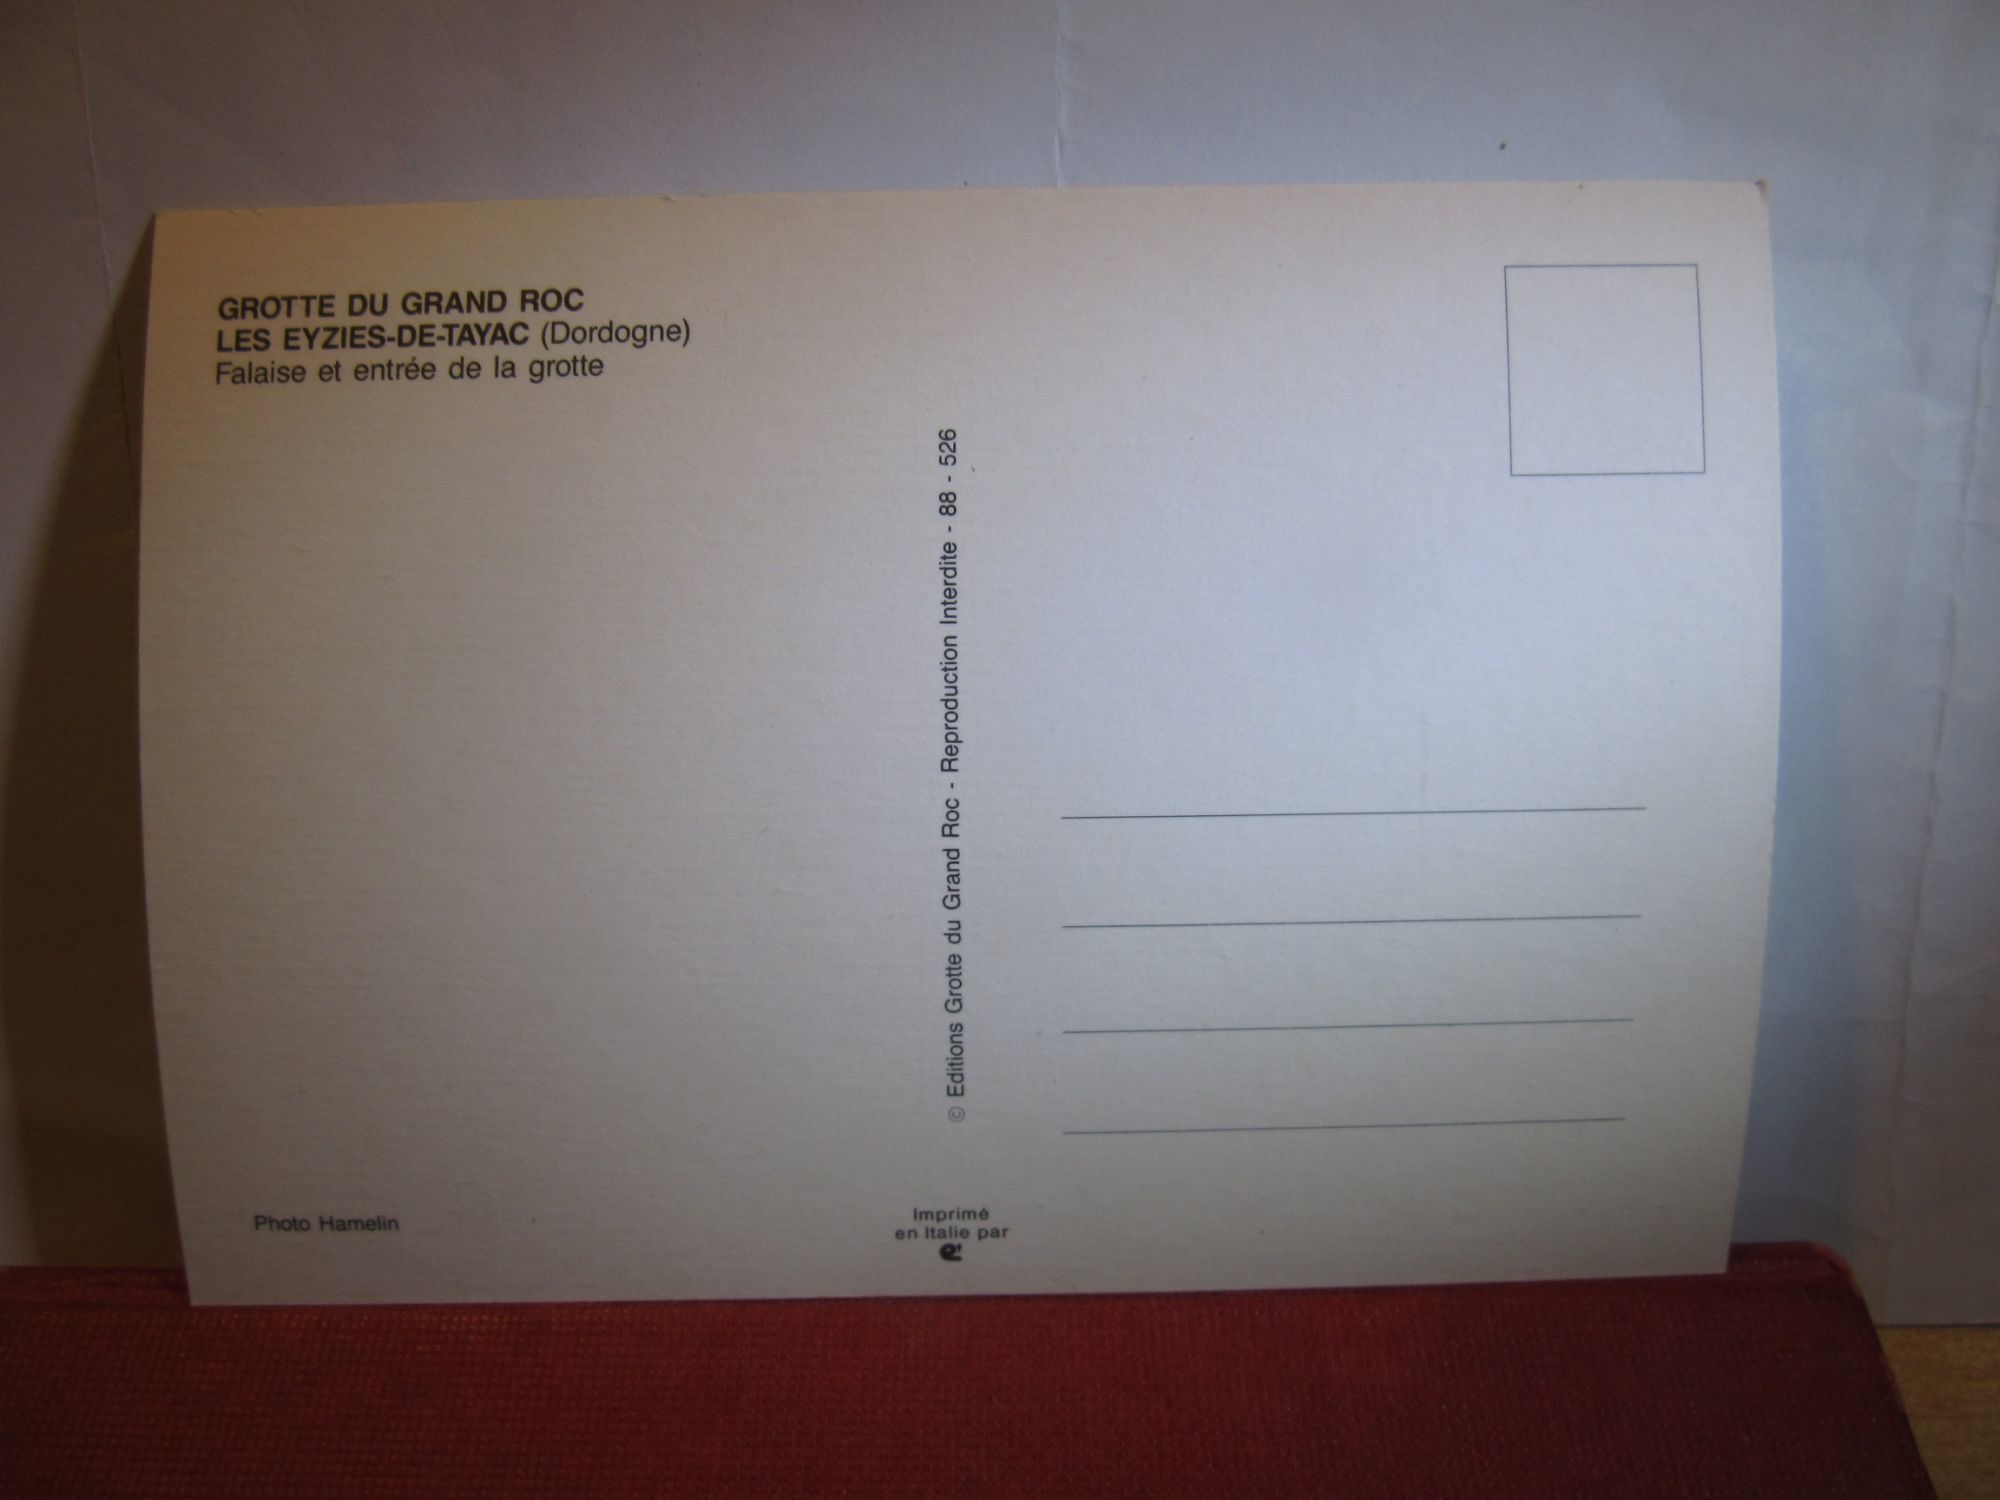 GROTTE DU GRAND ROC
LES EYZIES-DE-TAYAC (Dordogne)
Falaise et entrée de la grotte
© Editions Grotte du Grand Roc - Reproduction Interdite - 88 - 526
Photo Hamelin
Imprimé
en Italie par